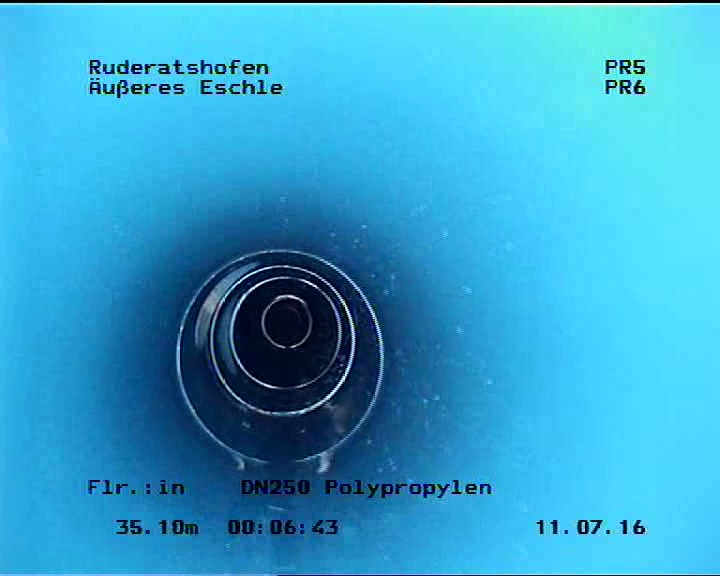 Ruderatshofen PR5
Äußeres Eschle PR6
Flr.:in DN250 Polypropylen
35.10m 00:06:43 11.07.16